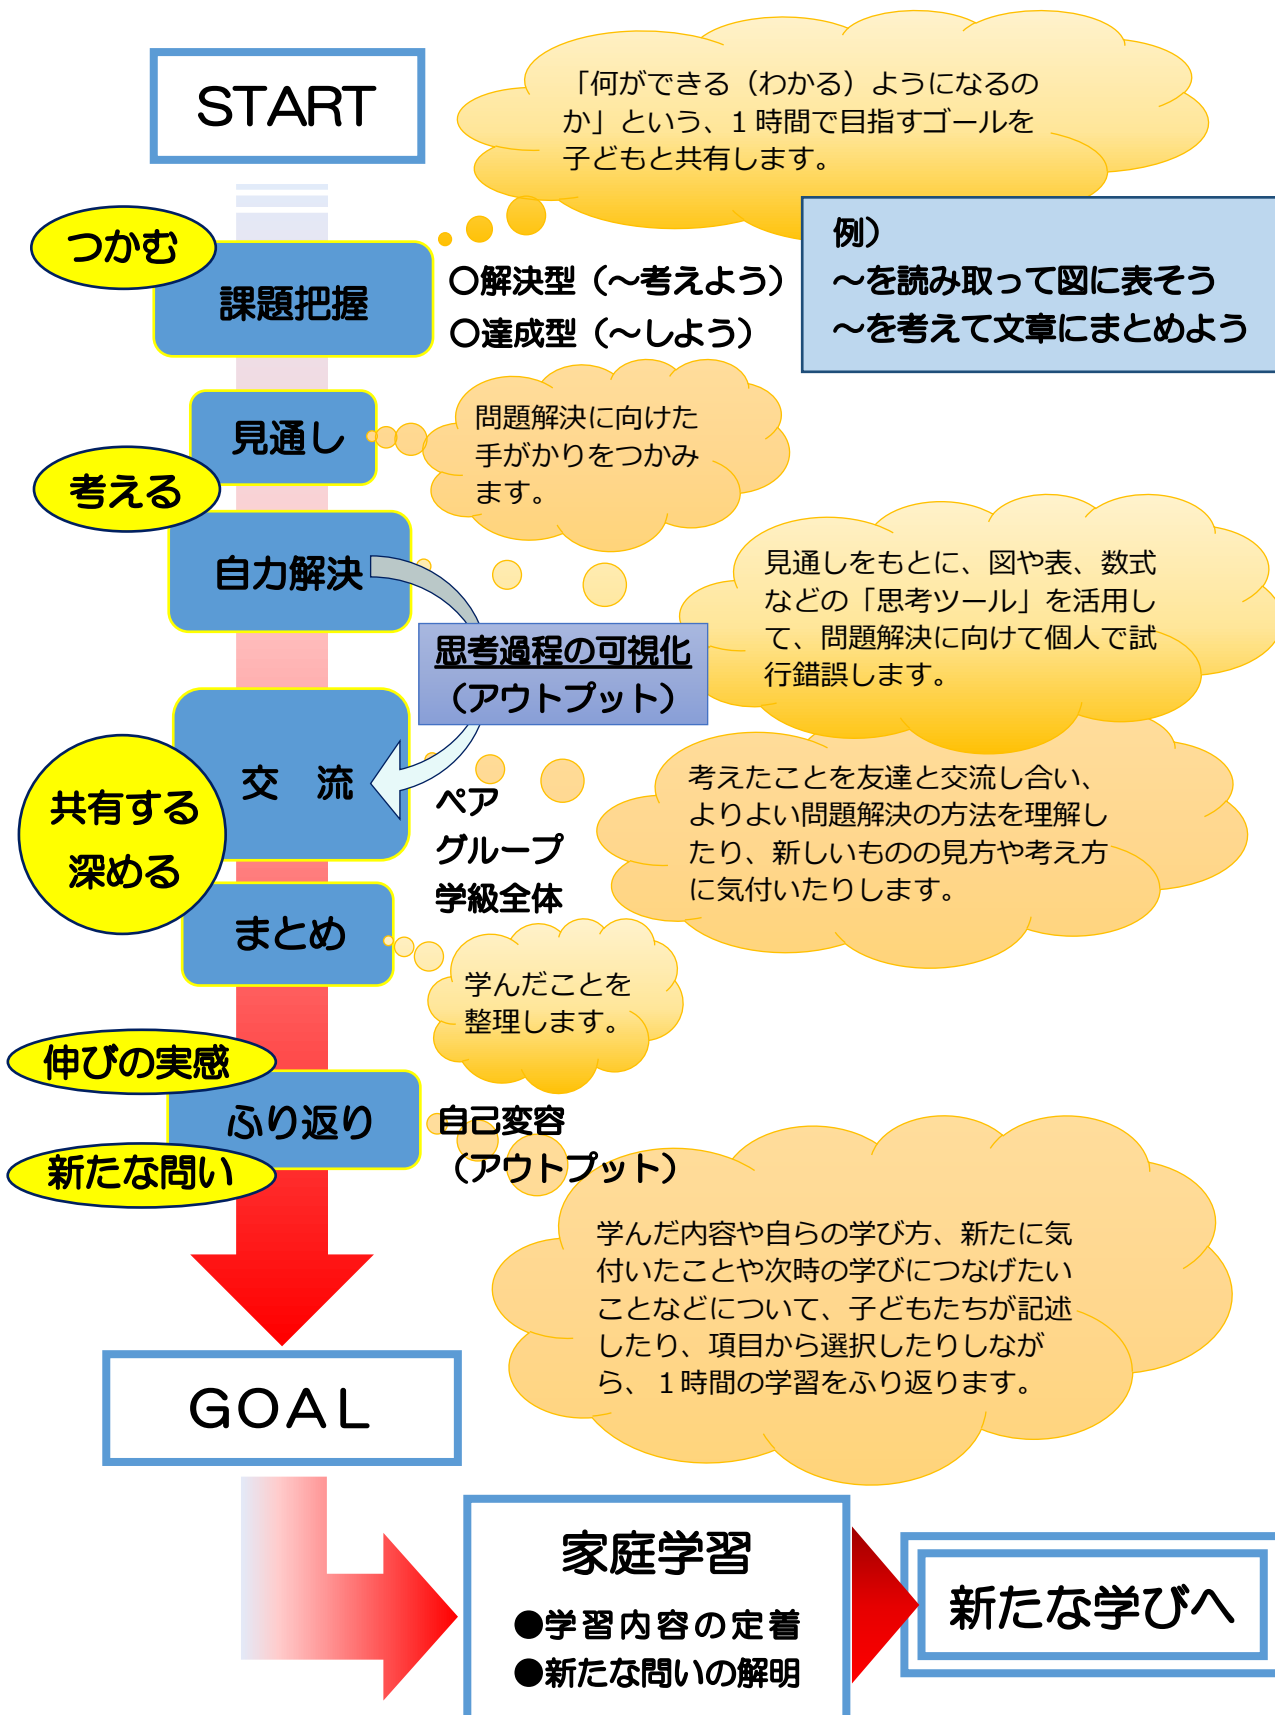 START
「何ができる（わかる）ようになるの
か」という、1時間で目指すゴールを
子どもと共有します。
つかむ
課題把握
○解決型（～考えよう）
○達成型（～しよう）
例）
～を読み取って図に表そう
～を考えて文章にまとめよう
見通し
問題解決に向けた
手がかりをつかみ
ます。
考える
自力解決
見通しをもとに、図や表、数式
などの「思考ツール」を活用し
て、問題解決に向けて個人で試
行錯誤します。
思考過程の可視化
（アウトプット）
共有する
深める
交　流
ペア
グループ
学級全体
考えたことを友達と交流し合い、
よりよい問題解決の方法を理解し
たり、新しいものの見方や考え方
に気付いたりします。
まとめ
学んだことを
整理します。
伸びの実感
ふり返り
新たな問い
自己変容
（アウトプット）
学んだ内容や自らの学び方、新たに気
付いたことや次時の学びにつなげたい
ことなどについて、子どもたちが記述
したり、項目から選択したりしなが
ら、１時間の学習をふり返ります。
GOAL
家庭学習
●学習内容の定着
●新たな問いの解明
新たな学びへ